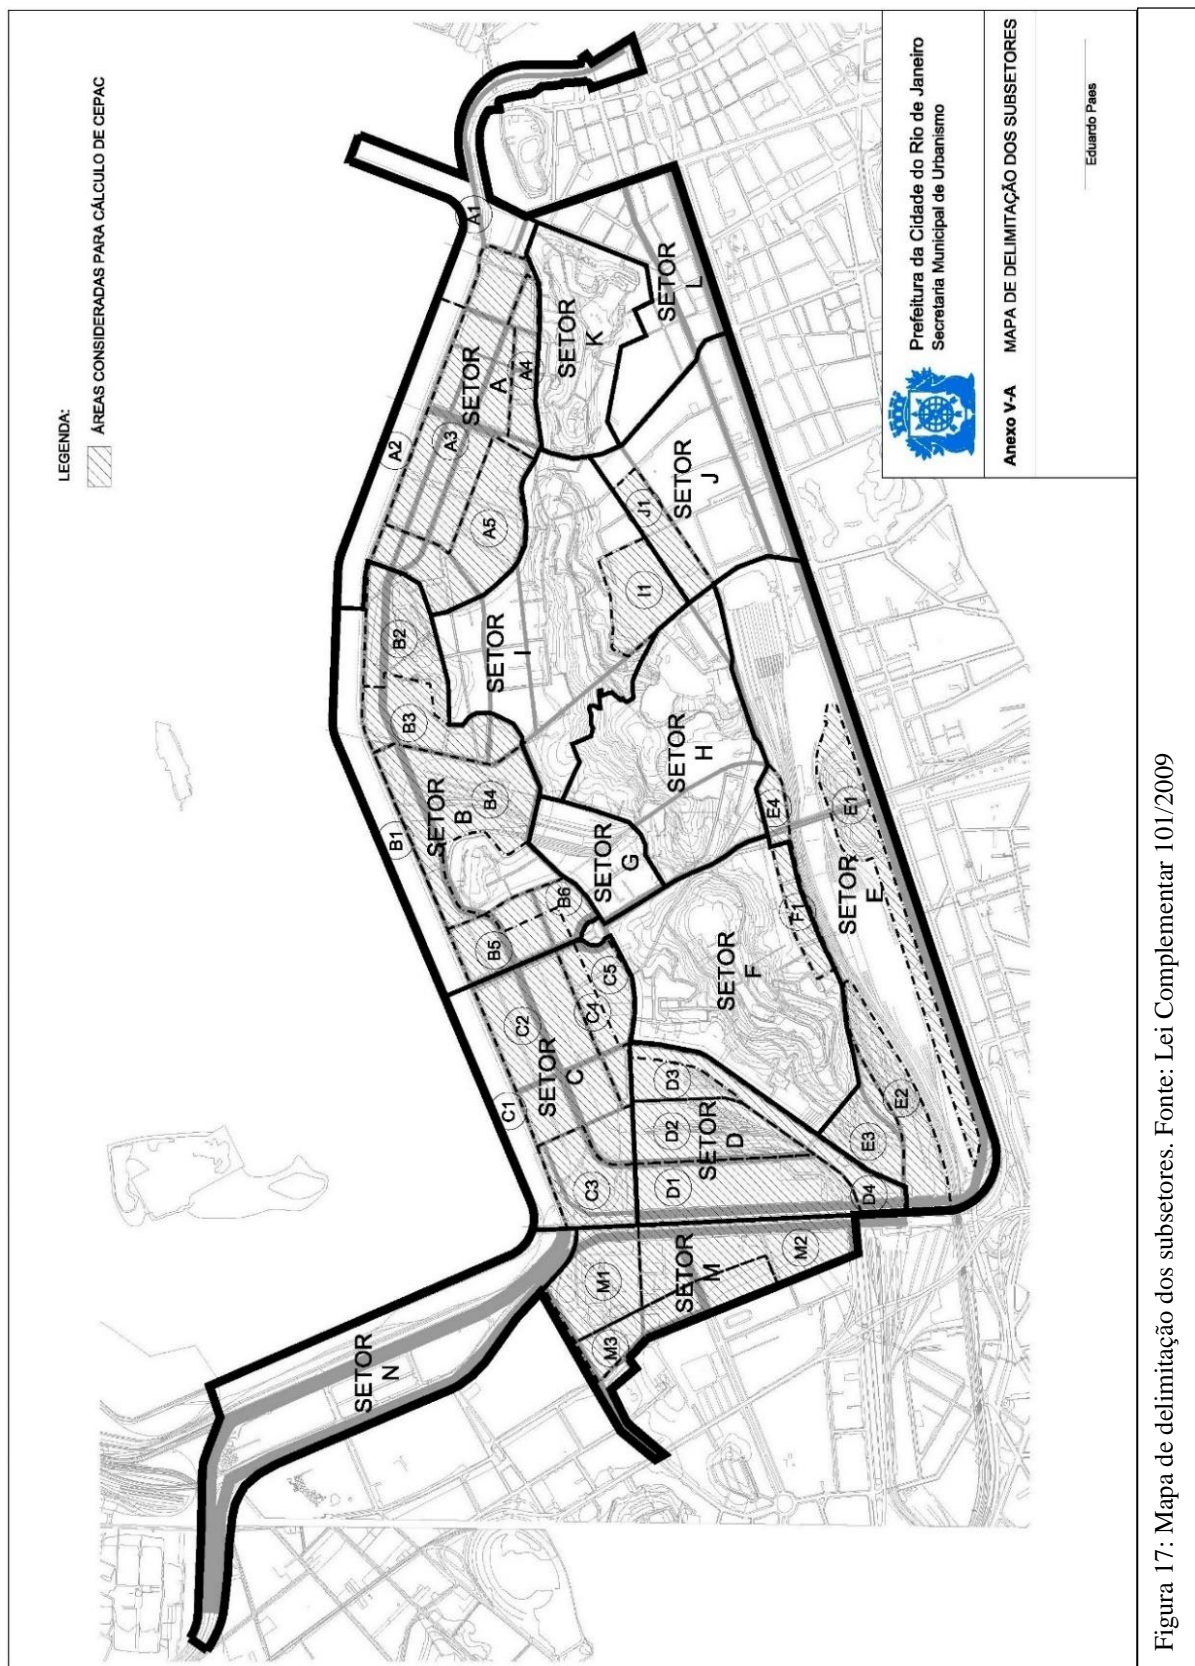 LEGENDA:
ÁREAS CONSIDERADAS PARA CÁLCULO DE CEPAC
SETOR
N
M3
M1
SETOR
M
M2
C3
C1
SETOR
C
C2
C4
C5
D1
D2
D3
SETOR
D
D4
B1
B5
B6
SETOR
B
B4
B3
B2
SETOR
G
SETOR
F
F1
E3
E2
SETOR
E
E1
E4
SETOR
H
SETOR
I
I1
A2
A3
A5
SETOR
A
A4
A1
SETOR
K
SETOR
J
J1
SETOR
L
Prefeitura da Cidade do Rio de Janeiro
Secretaria Municipal de Urbanismo
Anexo V-A MAPA DE DELIMITAÇÃO DOS SUBSETORES
Eduardo Paes
Figura 17: Mapa de delimitação dos subsetores. Fonte: Lei Complementar 101/2009